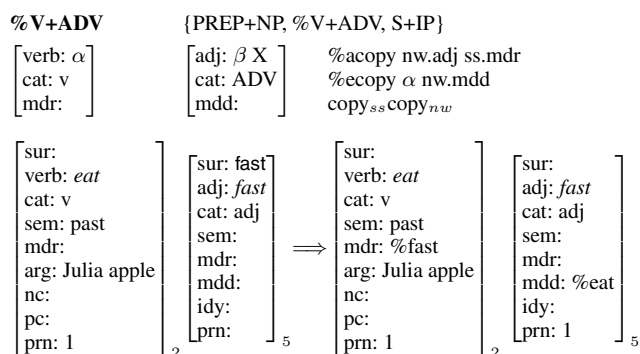 %V+ADV {PREP+NP, %V+ADV, S+IP}
[verb: α [adj: β X %acopy nw.adj ss.mdr
cat: v cat: ADV %ecopy α nw.mdd
mdr: ] mdd: ] copy_ss copy_nw
sur: sur: fast sur: sur:
verb: eat adj: fast verb: eat adj: fast
cat: v cat: adj cat: v cat: adj
sem: past sem: sem: past sem:
mdr: mdr: ⟹ mdr: %fast mdr:
arg: Julia apple mdd: arg: Julia apple mdd: %eat
nc: idy: nc: idy:
pc: prn: pc: prn: 1
prn: 1 prn: 1
2 5 2 5